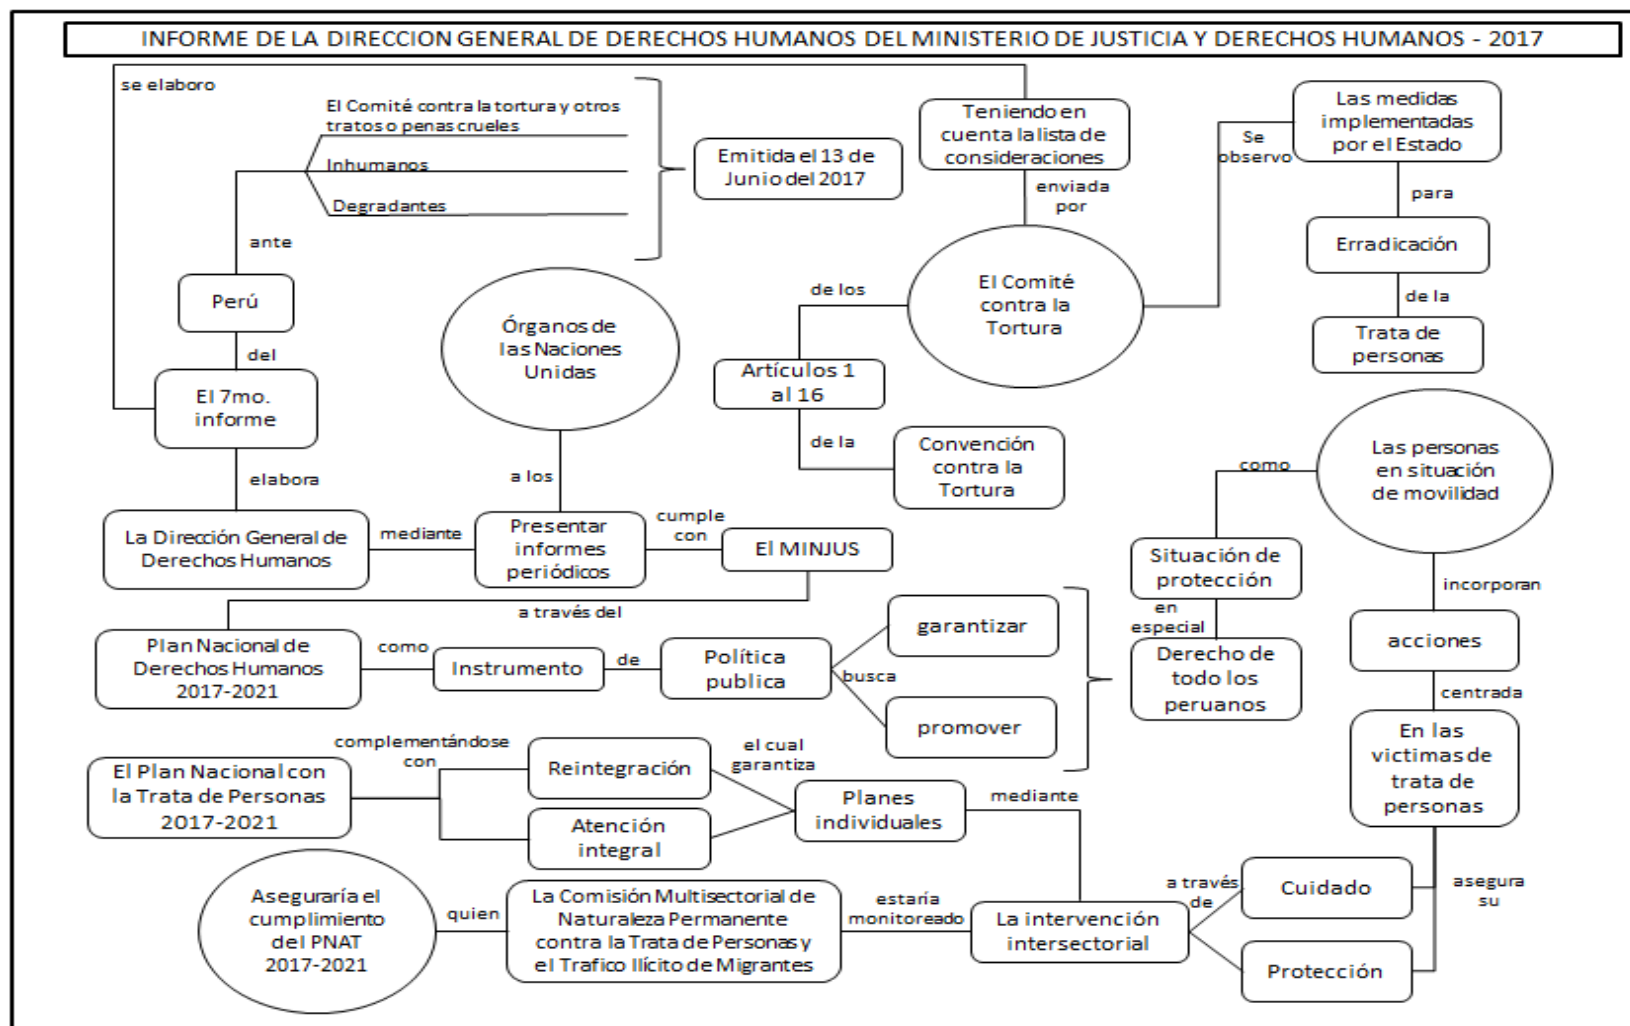 INFORME DE LA DIRECCION GENERAL DE DERECHOS HUMANOS DEL MINISTERIO DE JUSTICIA Y DERECHOS HUMANOS - 2017
se elaboro
El Comité contra la tortura y otros
tratos o penas crueles
Inhumanos
Degradantes
Emitida el 13 de
Junio del 2017
Teniendo en
cuenta la lista de
consideraciones
enviada
por
Se
observo
Las medidas
implementadas
por el Estado
para
Erradicación
de la
Trata de
personas
ante
Perú
del
El 7mo.
informe
elabora
Órganos de
las Naciones
Unidas
a los
de los
El Comité
contra la
Tortura
Artículos 1
al 16
de la
Convención
contra la
Tortura
como
Las personas
en situación
de movilidad
La Dirección General de
Derechos Humanos
mediante
Presentar
informes
periódicos
cumple
con
El MINJUS
Situación de
protección
en
especial
Derecho de
todo los
peruanos
incorporan
acciones
centrada
En las
victimas de
trata de
personas
a través del
Plan Nacional de
Derechos Humanos
2017-2021
como
Instrumento
de
Política
publica
busca
garantizar
promover
El Plan Nacional con
la Trata de Personas
2017-2021
complementándose
con
Reintegración
Atención
integral
el cual
garantiza
Planes
individuales
mediante
Aseguraría el
cumplimiento
del PNAT
2017-2021
quien
La Comisión Multisectorial de
Naturaleza Permanente
contra la Trata de Personas y
el Trafico Ilícito de Migrantes
estaría
monitoreado
La intervención
intersectorial
a través
de
Cuidado
Protección
asegura
su